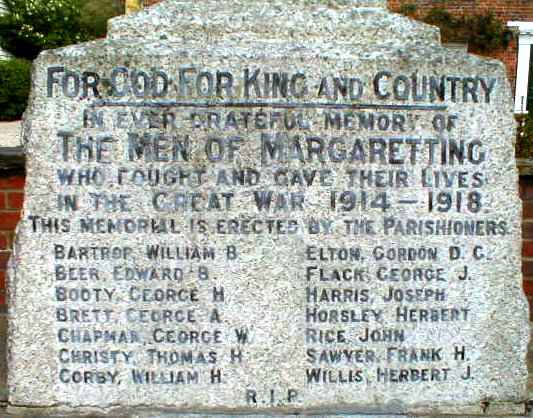 FOR GOD FOR KING AND COUNTRY
IN EVER GRATEFUL MEMORY OF
THE MEN OF MARGARETTING
WHO FOUGHT AND GAVE THEIR LIVES
IN THE GREAT WAR 1914-1918.
THIS MEMORIAL IS ERECTED BY THE PARISHIONERS.
BARTROP, WILLIAM B.
BEER, EDWARD B.
BOOTY, GEORGE H.
BRETT, GEORGE A.
CHAPMAN, GEORGE W.
CHRISTY, THOMAS H.
CORBY, WILLIAM H.
ELTON, GORDON D. G.
FLACK, GEORGE J.
HARRIS, JOSEPH
HORSLEY, HERBERT
RICE, JOHN
SAWYER, FRANK H.
WILLIS, HERBERT J.
R.I.P.